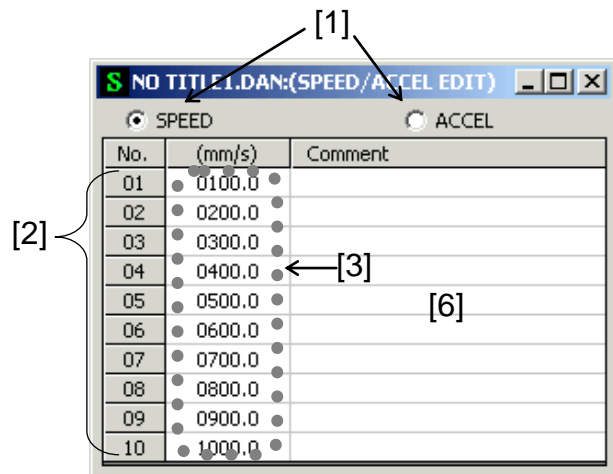 [1]
S NO TITLE1.DAN:(SPEED/ACCEL EDIT)
SPEED ACCEL
No. (mm/s) Comment
01 0100.0
02 0200.0
[2]
03 0300.0
04 0400.0 [3]
05 0500.0 [6]
06 0600.0
07 0700.0
08 0800.0
09 0900.0
10 1000.0